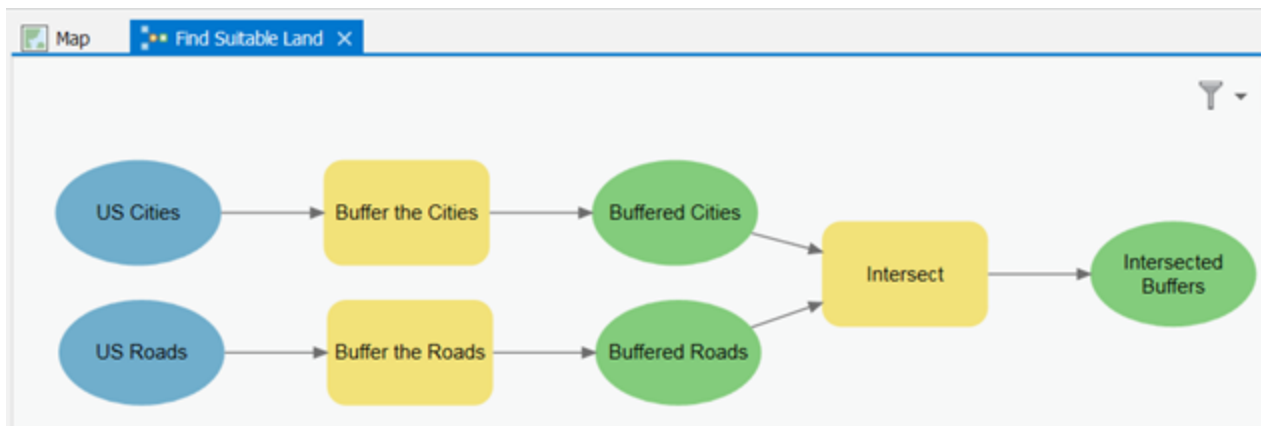 Map
Find Suitable Land
US Cities
Buffer the Cities
Buffered Cities
Intersect
Intersected
Buffers
US Roads
Buffer the Roads
Buffered Roads